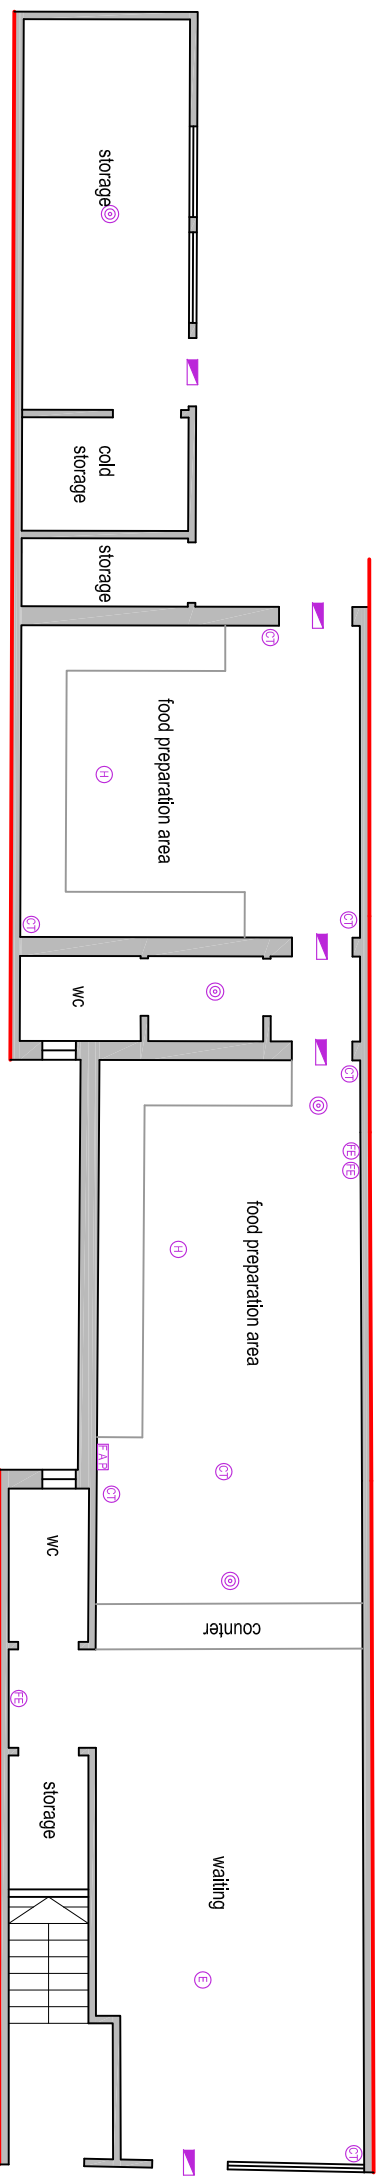 storage
cold
storage
storage
CT
food preparation area
H
CT
CT
wc
CT
FE
FE
food preparation area
H
FAP
CT
CT
wc
counter
FE
storage
waiting
E
CT